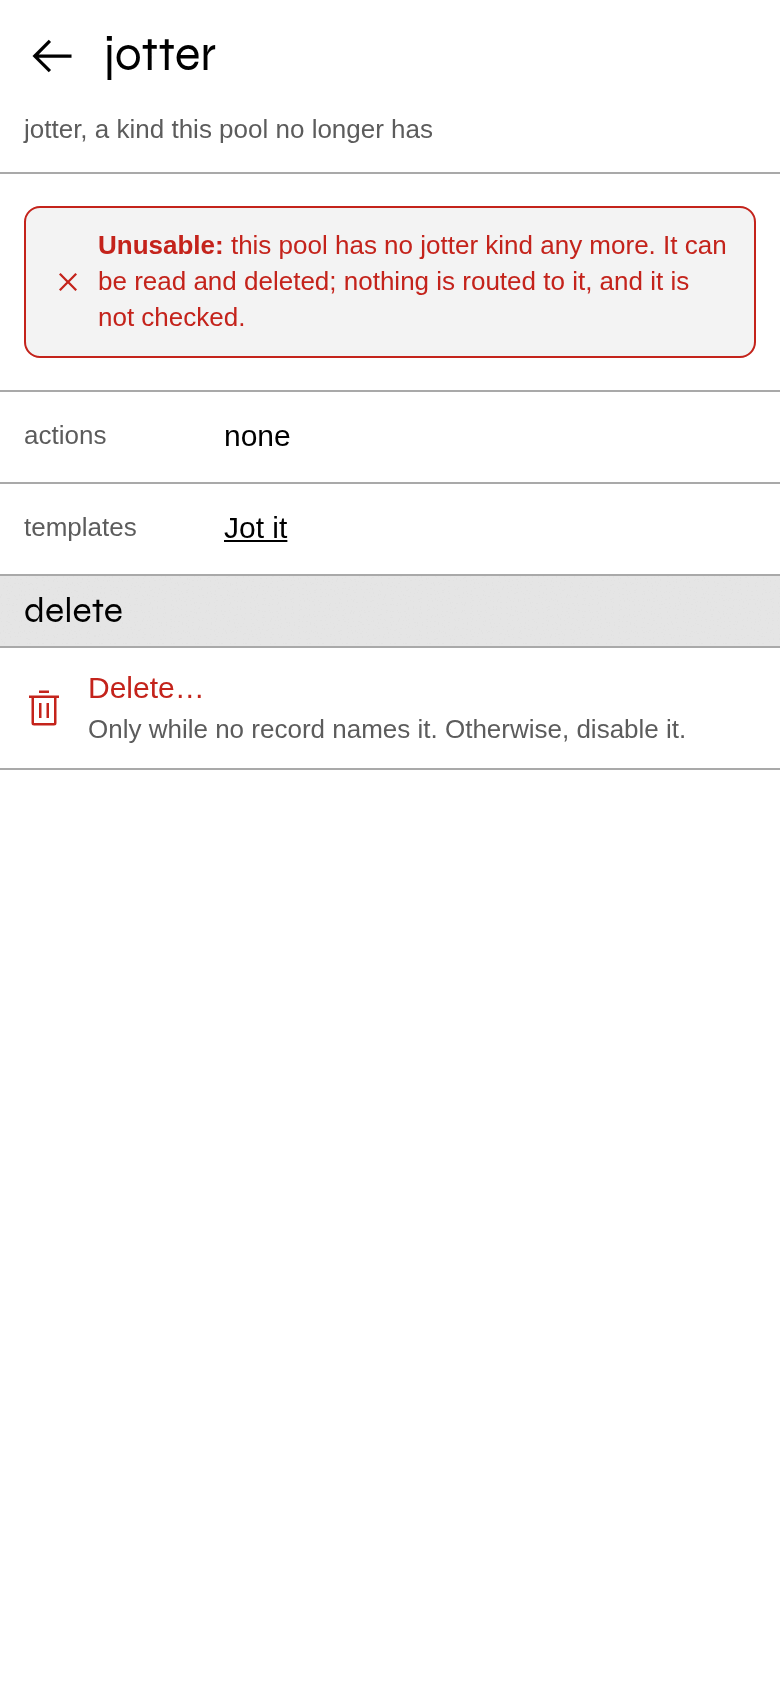 jotter
jotter, a kind this pool no longer has
Unusable: this pool has no jotter kind any more. It can
be read and deleted; nothing is routed to it, and it is
not checked.
actions none
templates Jot it
delete
Delete…
Only while no record names it. Otherwise, disable it.